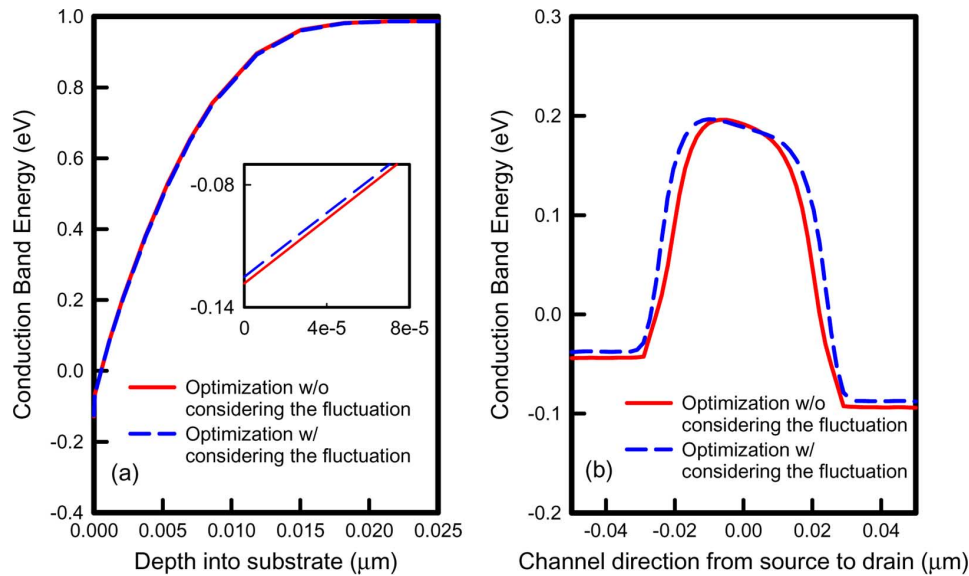 Conduction Band Energy (eV)
1.0
0.8
0.6
0.4
0.2
0.0
-0.2
-0.4
-0.08
-0.14
0
4e-5
8e-5
Optimization w/o
considering the fluctuation
Optimization w/
considering the fluctuation
(a)
0.000
0.005
0.010
0.015
0.020
0.025
Depth into substrate (μm)
Conduction Band Energy (eV)
0.3
0.2
0.1
0.0
-0.1
-0.2
Optimization w/o
considering the fluctuation
Optimization w/
considering the fluctuation
(b)
-0.04
-0.02
0.00
0.02
0.04
Channel direction from source to drain (μm)